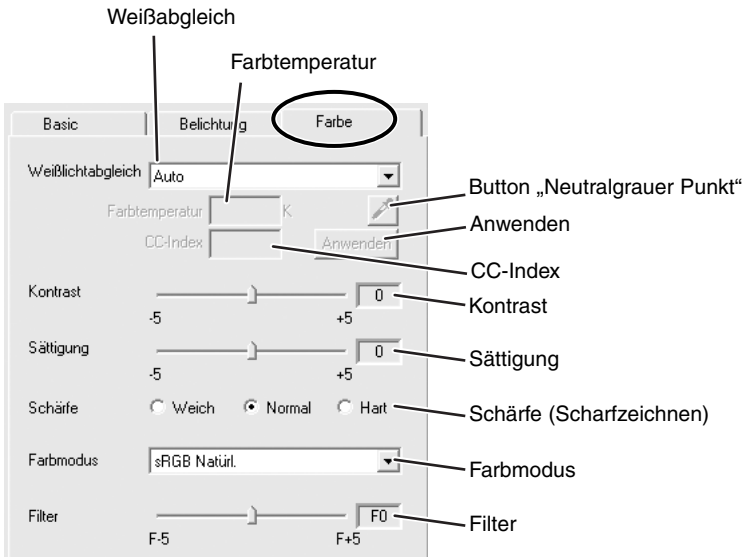 Weißabgleich
Farbtemperatur
Basic Belichtung Farbe
Weißlichtabgleich Auto
Farbtemperatur K
Button „Neutralgrauer Punkt“
CC-Index Anwenden
Anwenden
CC-Index
Kontrast 0
-5 +5
Kontrast
Sättigung 0
-5 +5
Sättigung
Schärfe Weich Normal Hart
Schärfe (Scharfzeichnen)
Farbmodus sRGB Natürl.
Farbmodus
Filter F0
F-5 F+5
Filter